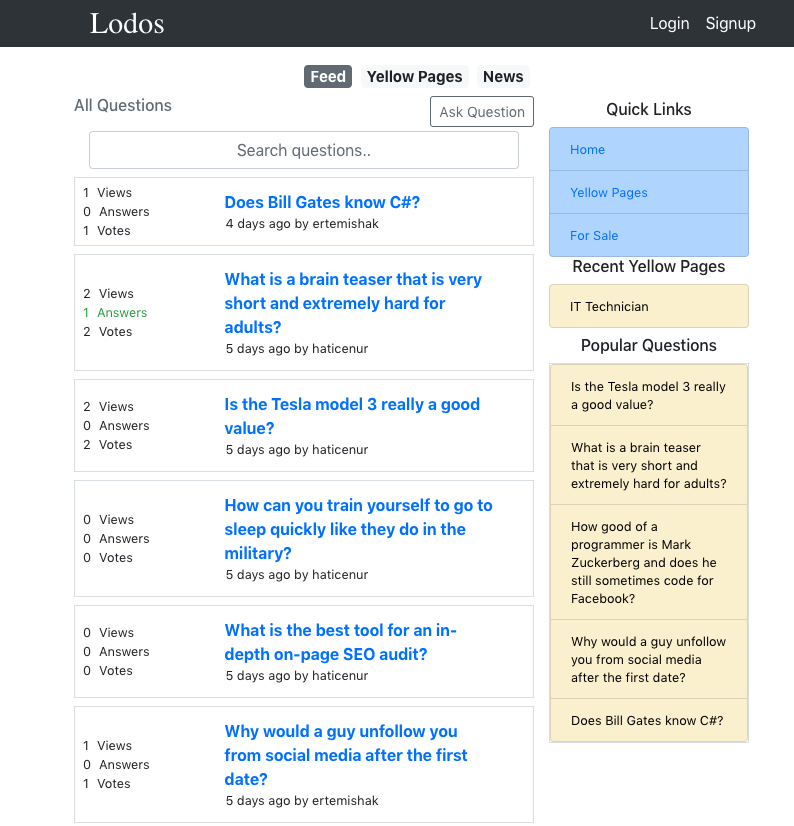 Lodos
Login Signup
Feed Yellow Pages News
All Questions
Ask Question
Search questions..
1 Views
0 Answers
1 Votes
Does Bill Gates know C#?
4 days ago by ertemishak
2 Views
1 Answers
2 Votes
What is a brain teaser that is very
short and extremely hard for
adults?
5 days ago by haticenur
2 Views
0 Answers
2 Votes
Is the Tesla model 3 really a good
value?
5 days ago by haticenur
0 Views
0 Answers
0 Votes
How can you train yourself to go to
sleep quickly like they do in the
military?
5 days ago by haticenur
0 Views
0 Answers
0 Votes
What is the best tool for an in-
depth on-page SEO audit?
5 days ago by haticenur
1 Views
0 Answers
1 Votes
Why would a guy unfollow you
from social media after the first
date?
5 days ago by ertemishak
Quick Links
Home
Yellow Pages
For Sale
Recent Yellow Pages
IT Technician
Popular Questions
Is the Tesla model 3 really
a good value?
What is a brain teaser
that is very short and
extremely hard for adults?
How good of a
programmer is Mark
Zuckerberg and does he
still sometimes code for
Facebook?
Why would a guy unfollow
you from social media
after the first date?
Does Bill Gates know C#?